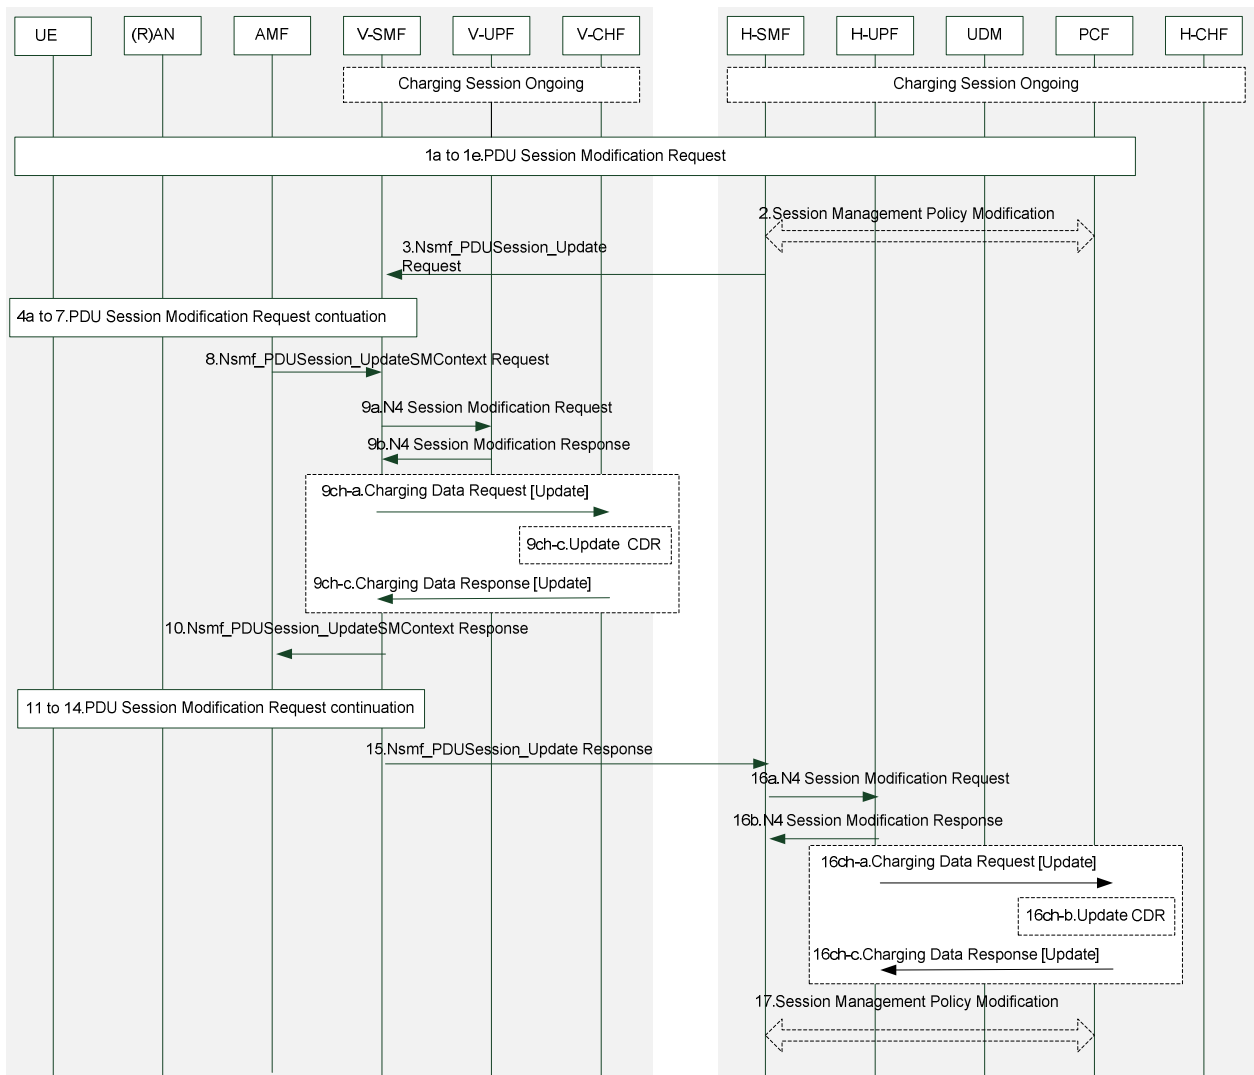 UE
(R)AN
AMF
V-SMF
V-UPF
V-CHF
H-SMF
H-UPF
UDM
PCF
H-CHF
Charging Session Ongoing
Charging Session Ongoing
1a to 1e.PDU Session Modification Request
2.Session Management Policy Modification
3.Nsmf_PDUSession_Update
Request
4a to 7.PDU Session Modification Request contuation
8.Nsmf_PDUSession_UpdateSMContext Request
9a.N4 Session Modification Request
9b.N4 Session Modification Response
9ch-a.Charging Data Request [Update]
9ch-c.Update CDR
9ch-c.Charging Data Response [Update]
10.Nsmf_PDUSession_UpdateSMContext Response
11 to 14.PDU Session Modification Request continuation
15.Nsmf_PDUSession_Update Response
16a.N4 Session Modification Request
16b.N4 Session Modification Response
16ch-a.Charging Data Request [Update]
16ch-b.Update CDR
16ch-c.Charging Data Response [Update]
17.Session Management Policy Modification